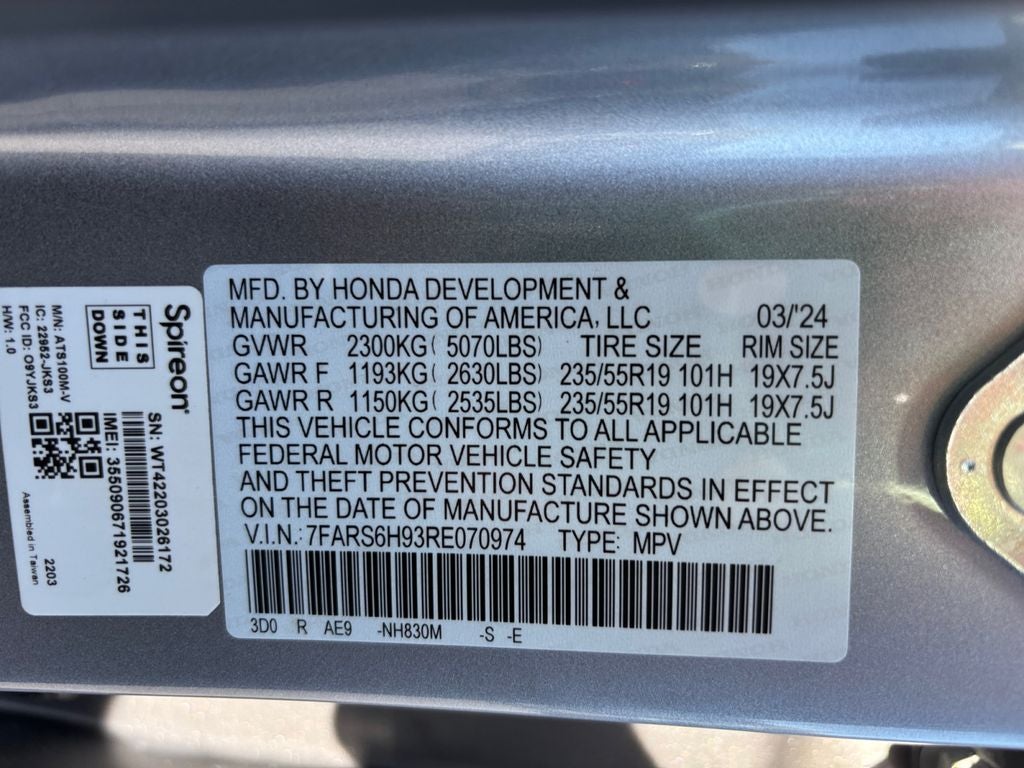 MFD. BY HONDA DEVELOPMENT &
MANUFACTURING OF AMERICA, LLC 03/'24
GVWR 2300KG ( 5070LBS) TIRE SIZE RIM SIZE
GAWR F 1193KG ( 2630LBS) 235/55R19 101H 19X7.5J
GAWR R 1150KG ( 2535LBS) 235/55R19 101H 19X7.5J
THIS VEHICLE CONFORMS TO ALL APPLICABLE
FEDERAL MOTOR VEHICLE SAFETY
AND THEFT PREVENTION STANDARDS IN EFFECT
ON THE DATE OF MANUFACTURE SHOWN ABOVE.
V.I.N.: 7FARS6H93RE070974 TYPE: MPV
3D0 R AE9 -NH830M -S -E
Spireon
THIS
SIDE
DOWN
M/N: ATS100M-V
IC: 22952-JKS3
FCC ID: O9YJKS3
H/W: 1.0
SN: WT42203026172
IMEI: 355090671921726
2203
Assembled in Taiwan